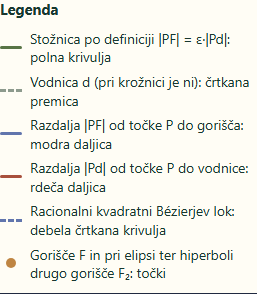 Legenda
Stožnica po definiciji |PF| = ε·|Pd|:
polna krivulja
Vodnica d (pri krožnici je ni): črtkana
premica
Razdalja |PF| od točke P do gorišča:
modra daljica
Razdalja |Pd| od točke P do vodnice:
rdeča daljica
Racionalni kvadratni Bézierjev lok:
debela črtkana krivulja
Gorišče F in pri elipsi ter hiperboli
drugo gorišče F₂: točki